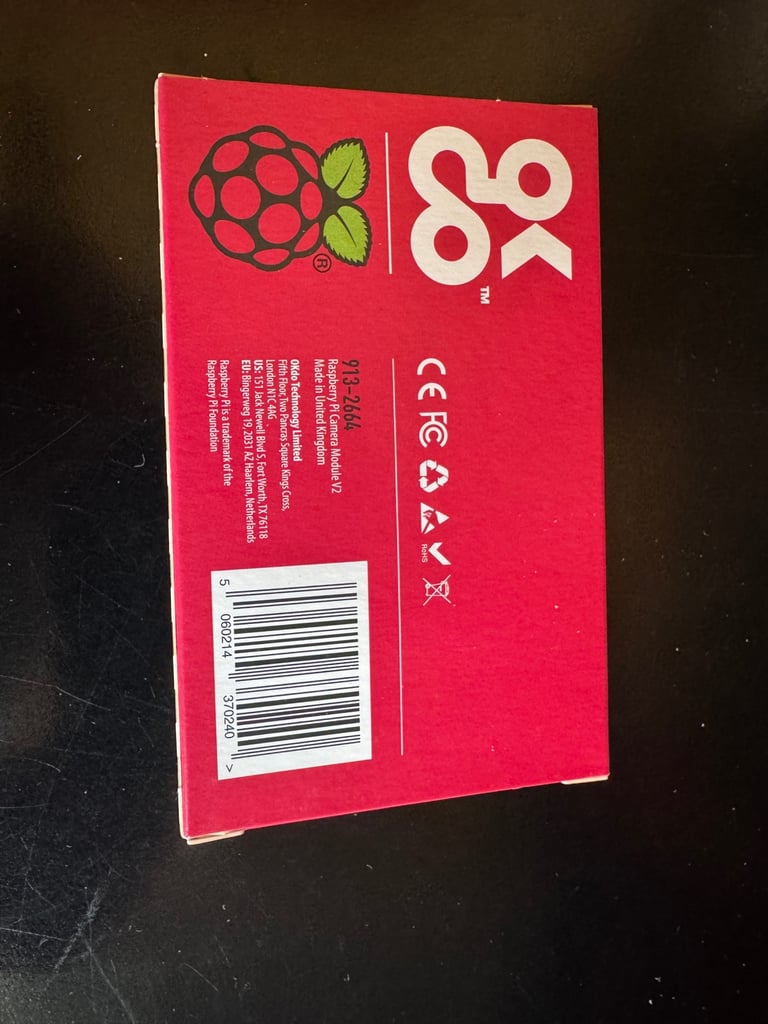 OKdo™
CE FC
RoHS
®
913-2664
Raspberry Pi Camera Module V2
Made in United Kingdom
OKdo Technology Limited
Fifth Floor, Two Pancras Square Kings Cross,
London N1C 4AG
US: 151 Jack Newell Blvd S, Fort Worth, TX 76118
EU: Bingerweg 19, 2031 AZ Haarlem, Netherlands
Raspberry Pi is a trademark of the
Raspberry Pi Foundation
5 060214 370240 >